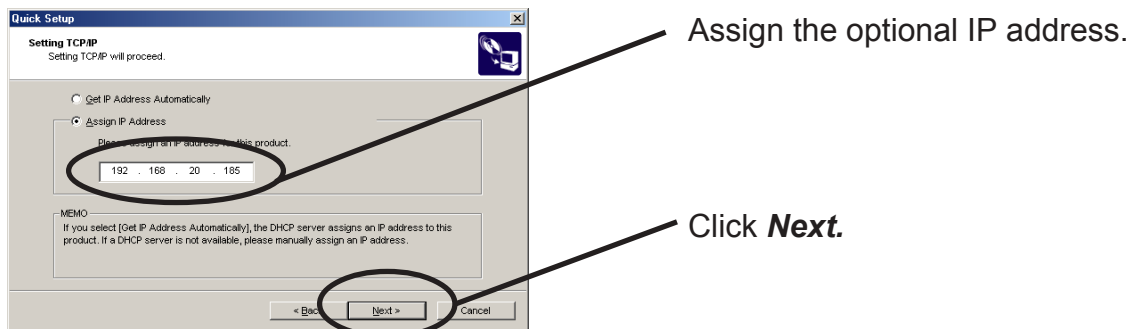 Quick Setup
Setting TCP/IP
Setting TCP/IP will proceed.
Get IP Address Automatically
Assign IP Address
Please assign an IP address for this product.
192 . 168 . 20 . 185
MEMO
If you select [Get IP Address Automatically], the DHCP server assigns an IP address to this
product. If a DHCP server is not available, please manually assign an IP address.
< Back Next > Cancel
Assign the optional IP address.
Click Next.